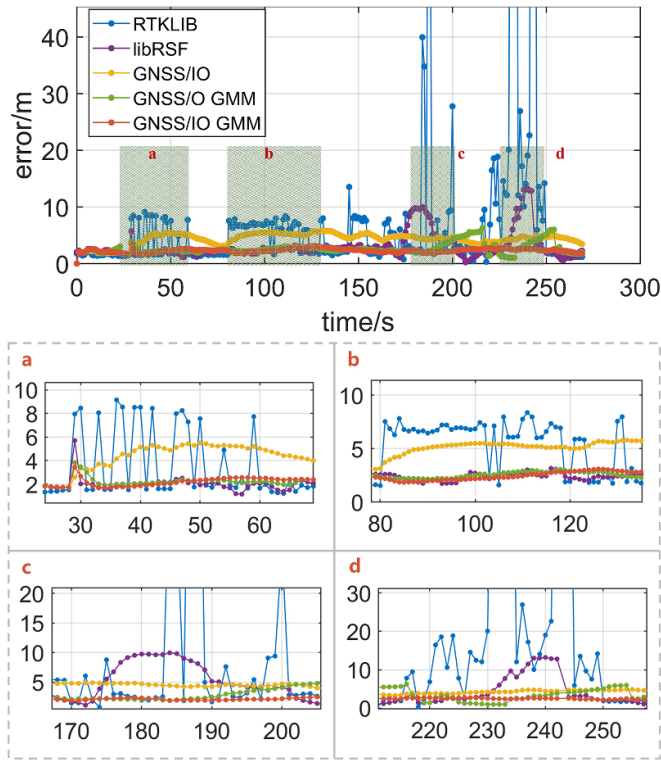 RTKLIB
libRSF
GNSS/IO
GNSS/O GMM
GNSS/IO GMM
error/m
40
30
20
10
0
a
b
c
d
0
50
100
150
200
250
300
time/s
a
10
8
6
4
2
30
40
50
60
b
10
5
0
80
100
120
c
20
15
10
5
170
180
190
200
d
30
20
10
0
220
230
240
250